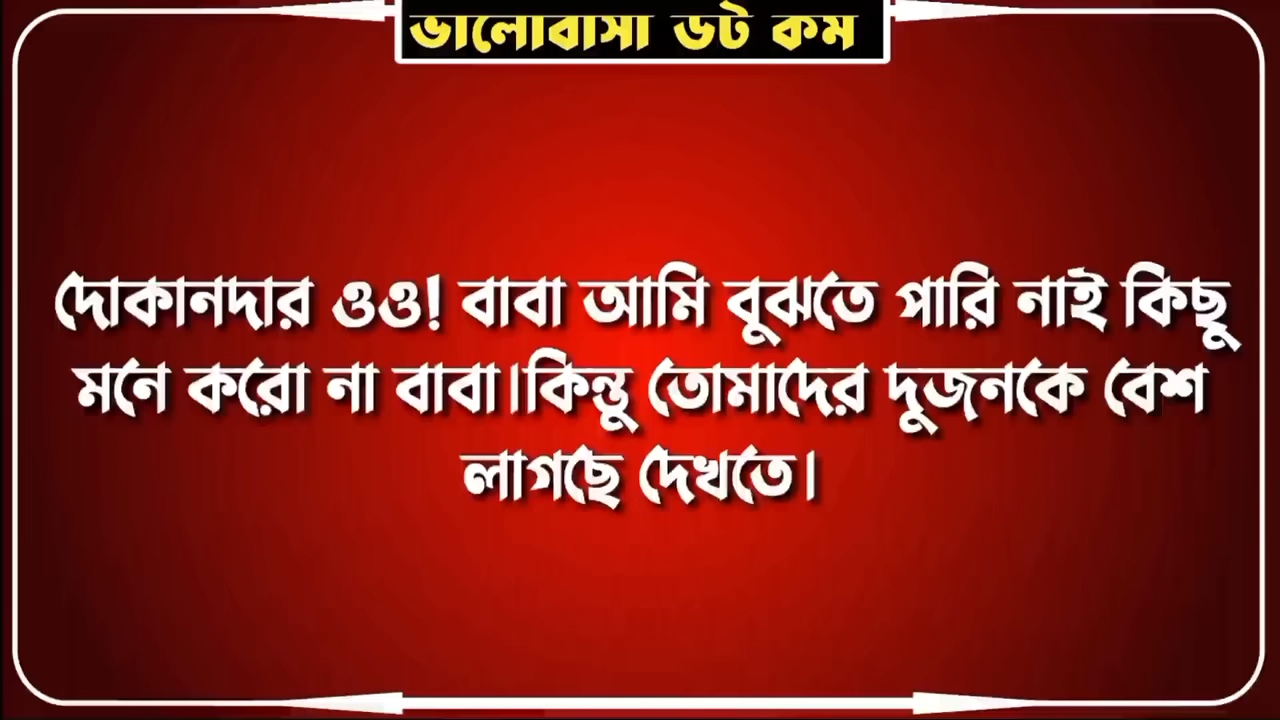 ভালোবাসা ডট কম
দোকানদার ওও! বাবা আমি বুঝতে পারি নাই কিছু
মনে করো না বাবা।কিন্তু তোমাদের দুজনকে বেশ
লাগছে দেখতে।